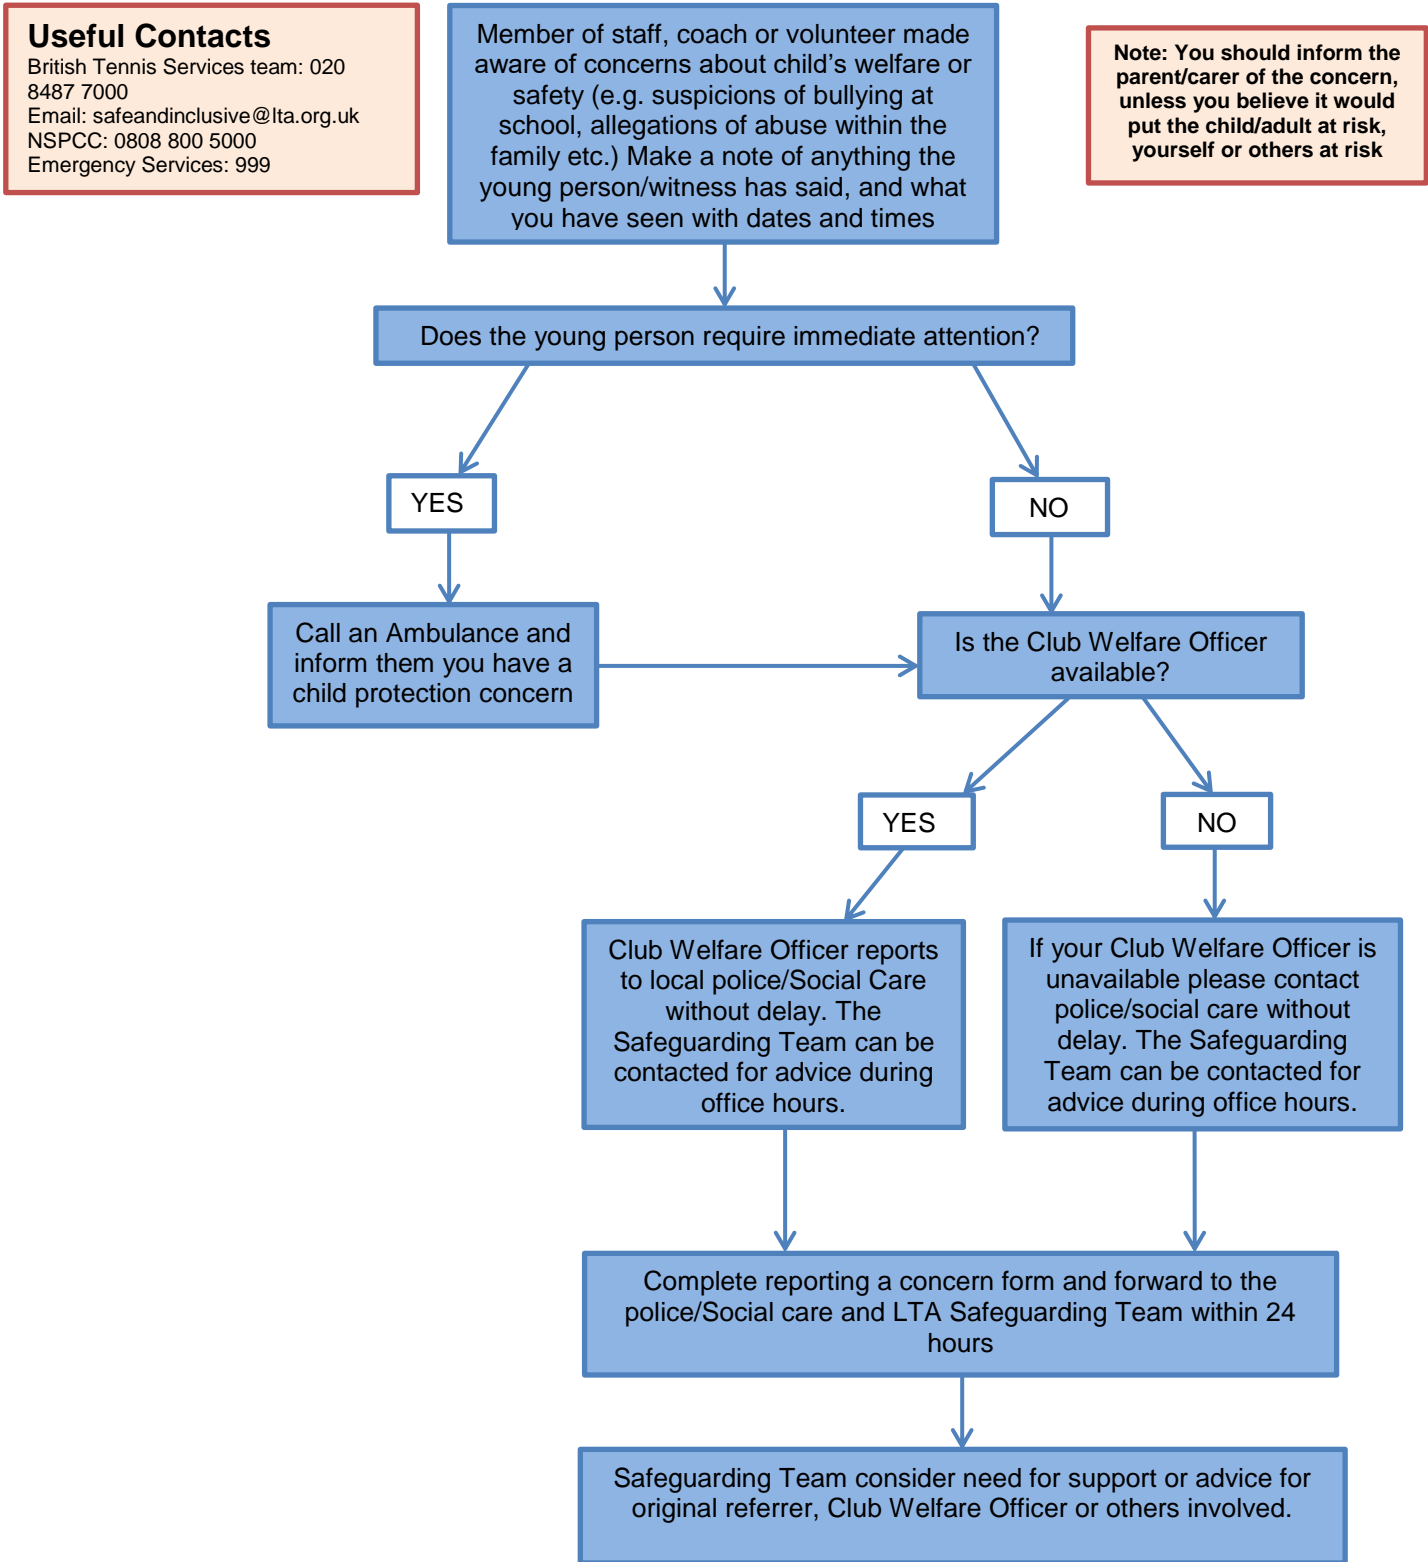 Useful Contacts
British Tennis Services team: 020
8487 7000
Email: safeandinclusive@lta.org.uk
NSPCC: 0808 800 5000
Emergency Services: 999
Member of staff, coach or volunteer made
aware of concerns about child’s welfare or
safety (e.g. suspicions of bullying at
school, allegations of abuse within the
family etc.) Make a note of anything the
young person/witness has said, and what
you have seen with dates and times
Note: You should inform the
parent/carer of the concern,
unless you believe it would
put the child/adult at risk,
yourself or others at risk
Does the young person require immediate attention?
YES
NO
Call an Ambulance and
inform them you have a
child protection concern
Is the Club Welfare Officer
available?
YES
NO
Club Welfare Officer reports
to local police/Social Care
without delay. The
Safeguarding Team can be
contacted for advice during
office hours.
If your Club Welfare Officer is
unavailable please contact
police/social care without
delay. The Safeguarding
Team can be contacted for
advice during office hours.
Complete reporting a concern form and forward to the
police/Social care and LTA Safeguarding Team within 24
hours
Safeguarding Team consider need for support or advice for
original referrer, Club Welfare Officer or others involved.